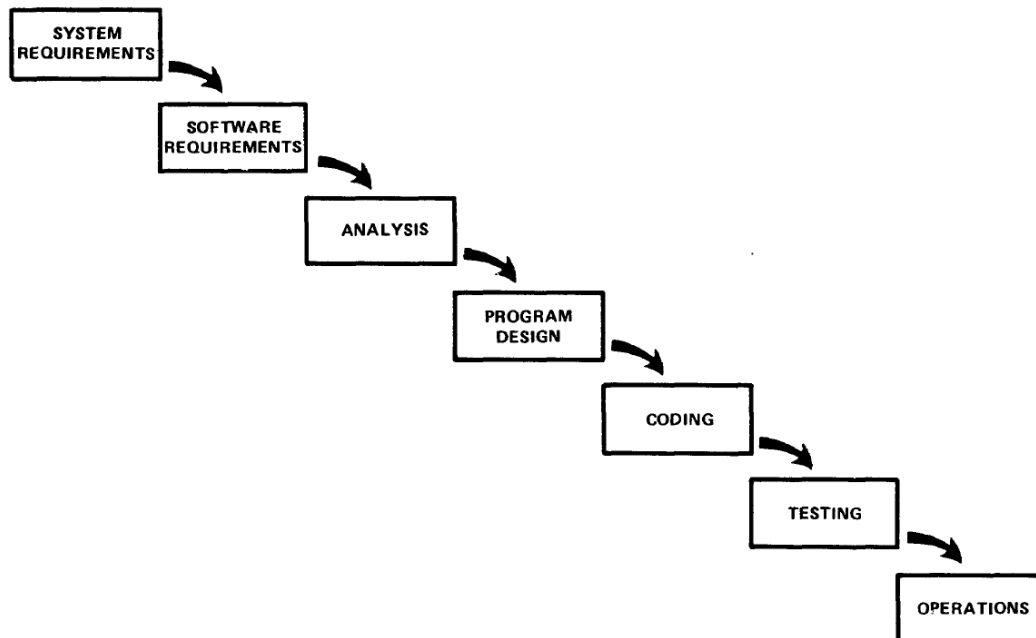 SYSTEM
REQUIREMENTS
SOFTWARE
REQUIREMENTS
ANALYSIS
PROGRAM
DESIGN
CODING
TESTING
OPERATIONS